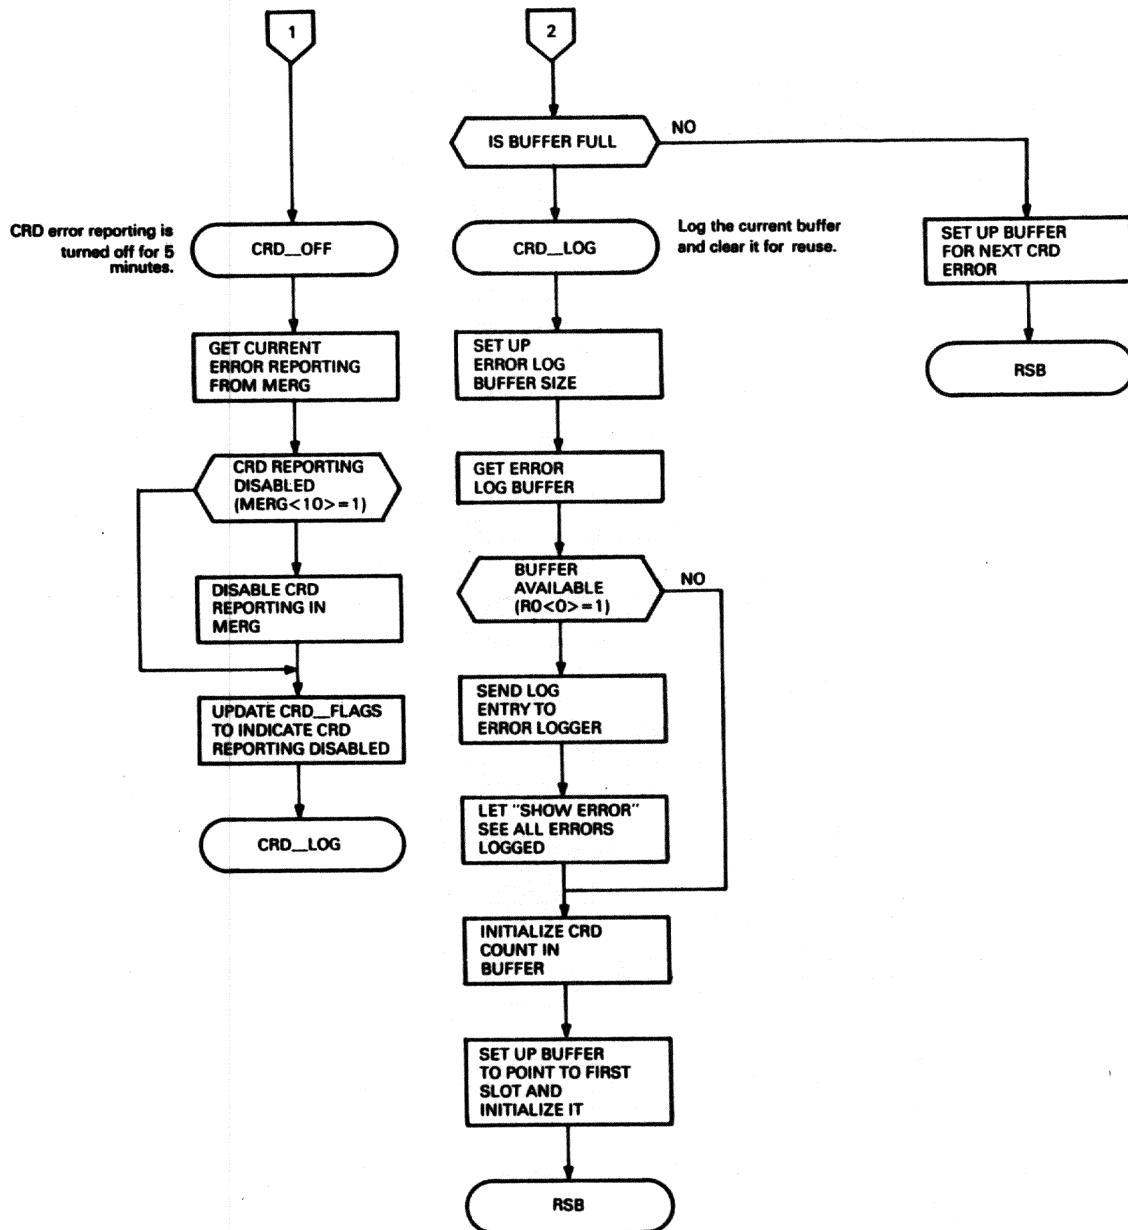 1
CRD error reporting is
turned off for 5
minutes.
CRD__OFF
GET CURRENT
ERROR REPORTING
FROM MERG
CRD REPORTING
DISABLED
(MERG<10>=1)
DISABLE CRD
REPORTING IN
MERG
UPDATE CRD__FLAGS
TO INDICATE CRD
REPORTING DISABLED
CRD__LOG
2
IS BUFFER FULL
NO
CRD__LOG
Log the current buffer
and clear it for reuse.
SET UP
ERROR LOG
BUFFER SIZE
GET ERROR
LOG BUFFER
BUFFER
AVAILABLE
(R0<0>=1)
NO
SEND LOG
ENTRY TO
ERROR LOGGER
LET "SHOW ERROR"
SEE ALL ERRORS
LOGGED
INITIALIZE CRD
COUNT IN
BUFFER
SET UP BUFFER
TO POINT TO FIRST
SLOT AND
INITIALIZE IT
RSB
SET UP BUFFER
FOR NEXT CRD
ERROR
RSB